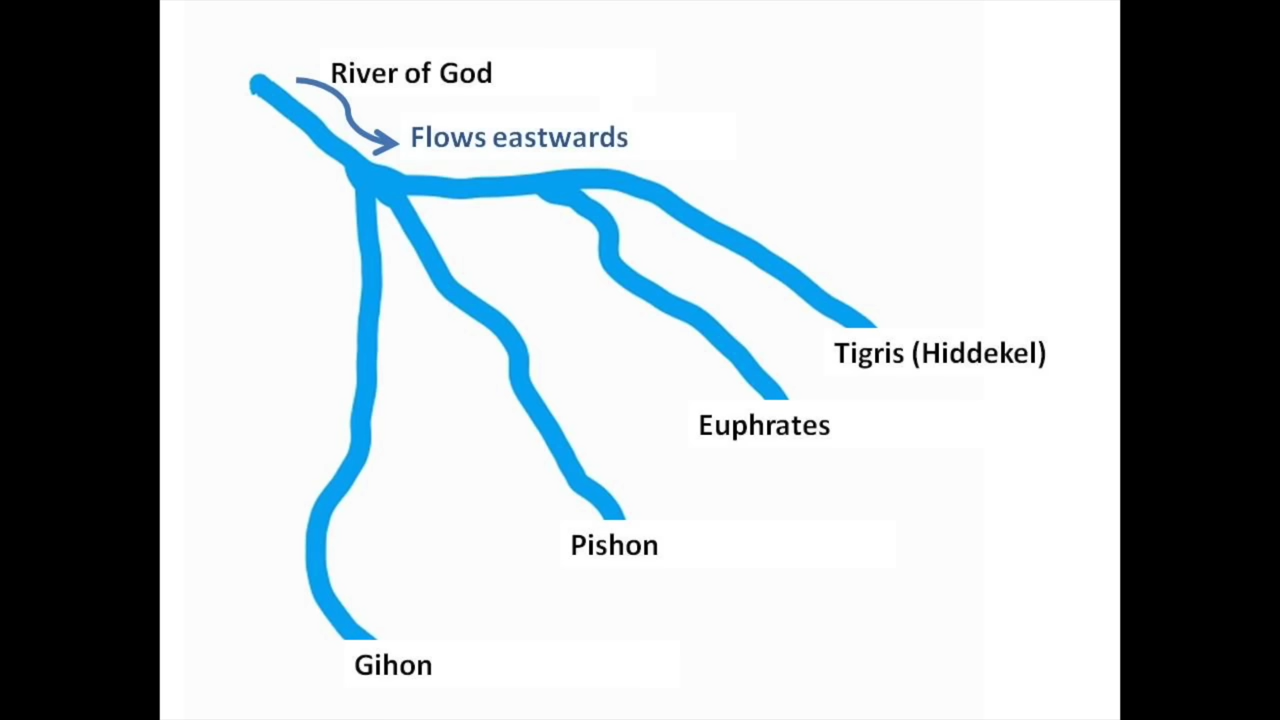 River of God
Flows eastwards
Tigris (Hiddekel)
Euphrates
Pishon
Gihon